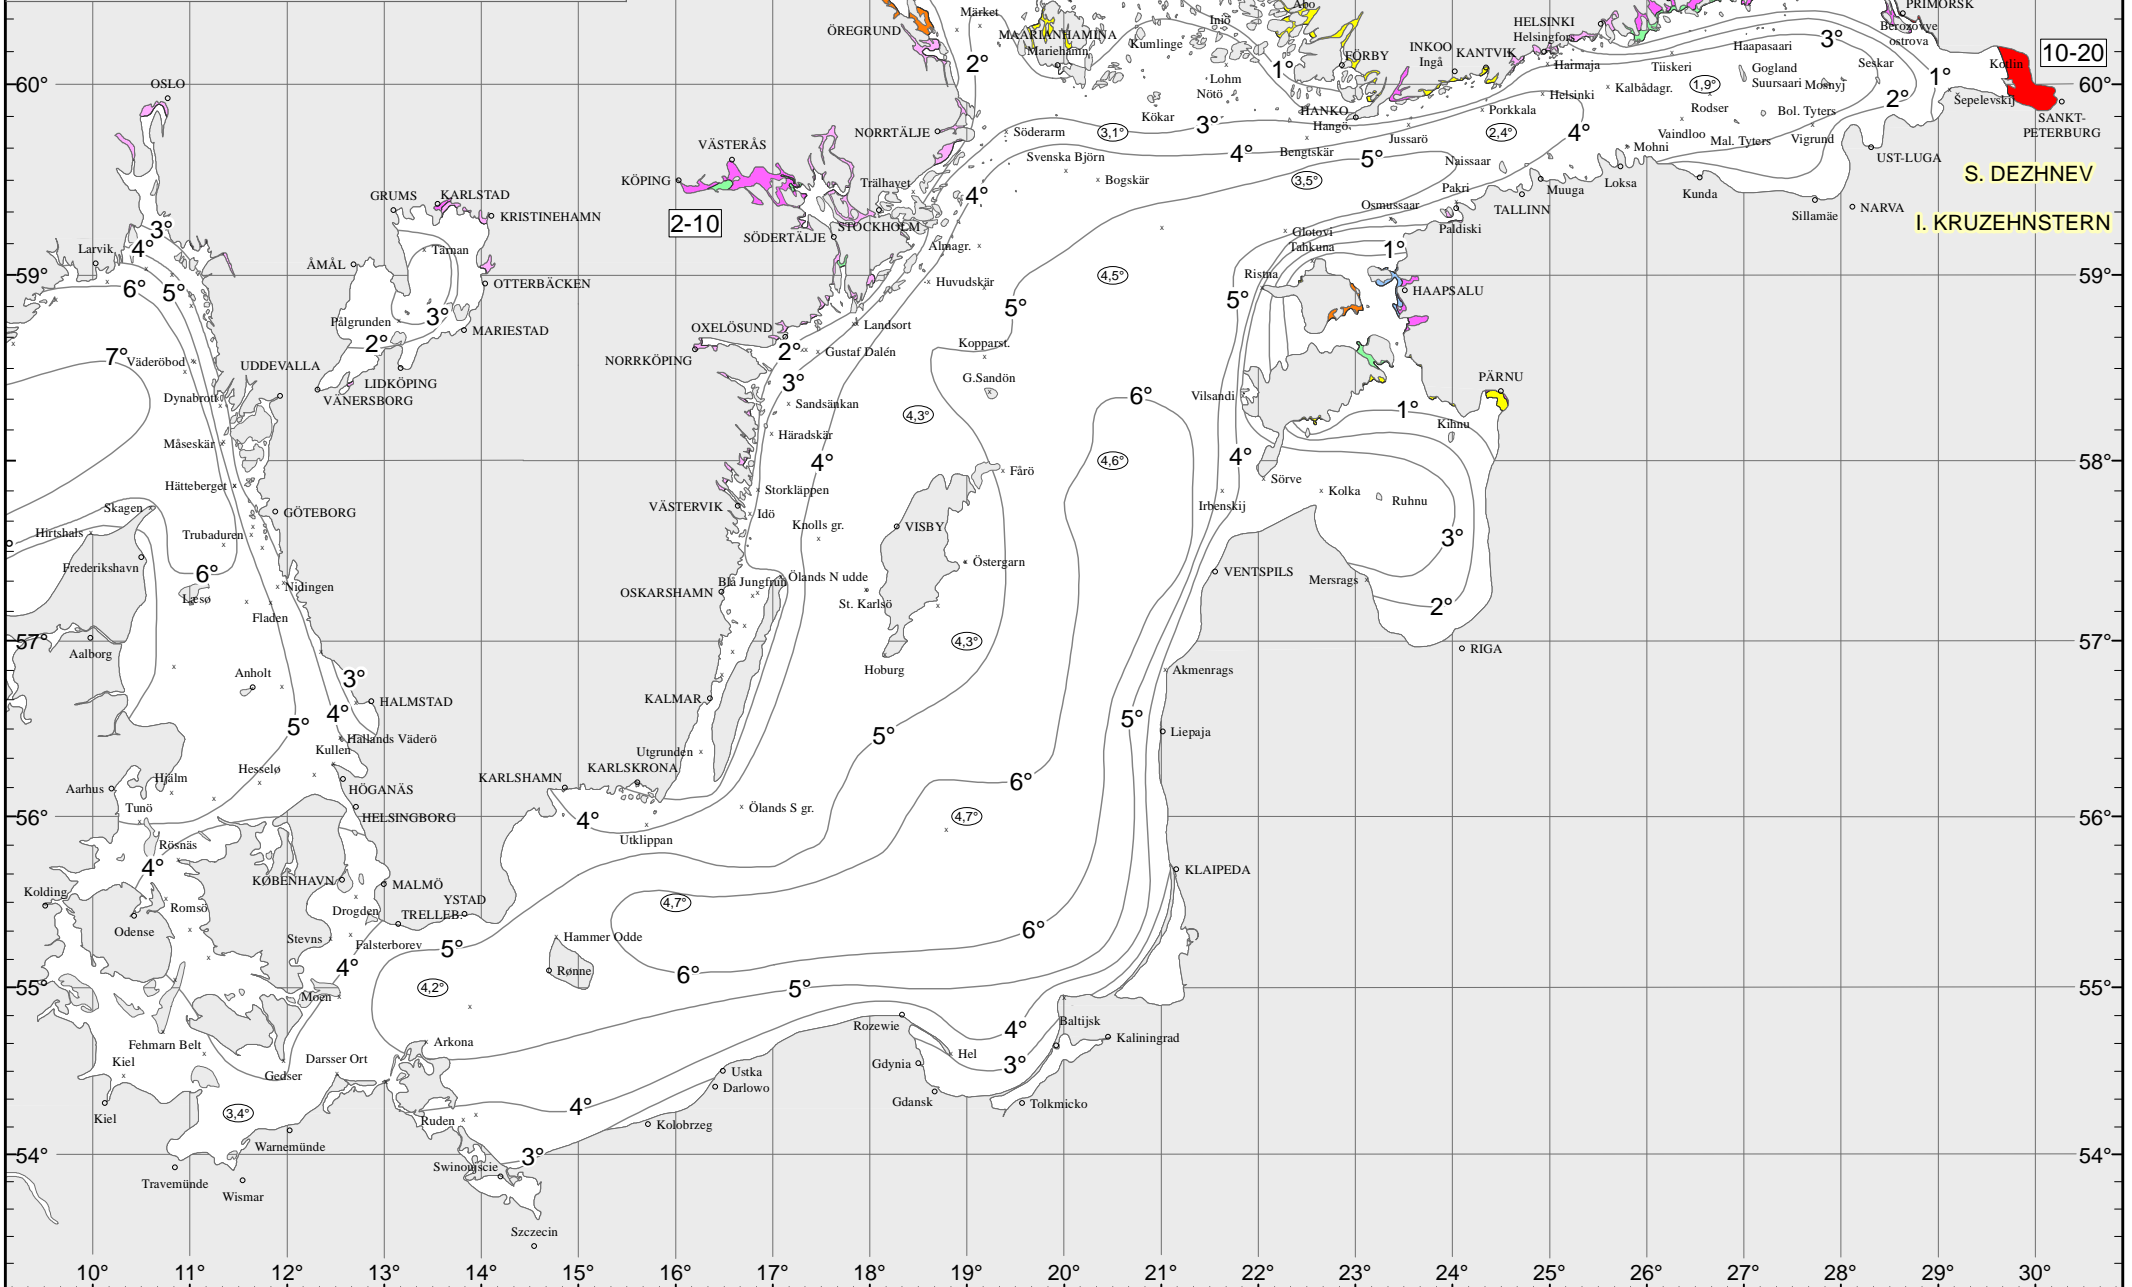 PRIMORSK
Märket
Åbo
Iniö
HELSINKI
Helsingfors
ÖREGRUND
MAARIANHAMINA
Mariehamn
Kumlinge
FÖRBY
INKOO
Ingå
KANTVIK
Harmaja
Haapasaari
3°
Berozovye
ostrova
10-20
2°
1°
Lohm
Nötö
Tiiskeri
Gogland
Suursaari
Mosnyj
Seskar
1°
Kotlin
60°
OSLO
Helsinki
Kalbådagr.
1,9°
Rodser
Bol. Tyters
2°
Šepelevskij
60°
NORRTÄLJE
Söderarm
3,1°
Kökar
3°
HANKO
Hangö
Jussarö
Porkkala
2,4°
4°
Vaindloo
Mal. Tyters
Vigrund
SANKT-
PETERBURG
VÄSTERÅS
Svenska Björn
4°
Bengtskär
5°
Naissaar
Mohni
UST-LUGA
KÖPING
Trälhavet
4°
Bogskär
3,5°
Pakri
Muuga
Loksa
Kunda
S. DEZHNEV
GRUMS
KARLSTAD
KRISTINEHAMN
2-10
Osmussaar
TALLINN
Sillamäe
NARVA
I. KRUZEHNSTERN
3°
SÖDERTÄLJE
STOCKHOLM
Glotovi
Paldiski
Larvik
4°
Tärnan
Almagr.
Tahkuna
1°
59°
ÅMÅL
4,5°
Ristna
59°
6°
5°
OTTERBÄCKEN
Huvudskär
5°
5°
HAAPSALU
Pålgrunden
3°
MARIESTAD
OXELÖSUND
Landsort
2°
2°
Gustaf Dalén
Kopparst.
7°
Väderöbod
UDDEVALLA
NORRKÖPING
G.Sandön
PÄRNU
LIDKÖPING
3°
6°
Vilsandi
Dynabrott
VÄNERSBORG
Sandsänkan
4,3°
1°
Kihnu
Måseskär
Häradskär
4°
4,6°
4°
58°
Hätteberget
Storkläppen
Fårö
Sörve
Kolka
Ruhnu
Skagen
GÖTEBORG
VÄSTERVIK
Idö
Irbenskij
Hirtshals
Trubaduren
Knolls gr.
VISBY
3°
Frederikshavn
6°
Östergarn
VENTSPILS
Mersrags
Læsø
Nidingen
Blå Jungfrun
Ölands N udde
OSKARSHAMN
St. Karlsö
2°
Fladen
57°
Aalborg
4,3°
57°
RIGA
Anholt
3°
Hoburg
Akmenrags
HALMSTAD
KALMAR
5°
4°
5°
5°
Hallands Väderö
Liepaja
Kullen
Utgrunden
Hjälm
Hesselø
KARLSHAMN
KARLSKRONA
6°
Aarhus
HÖGANÄS
Tunö
Ölands S gr.
56°
HELSINGBORG
4°
4,7°
56°
Rösnäs
Utklippan
4°
KØBENHAVN
MALMÖ
KLAIPEDA
Kolding
Romsö
Drogden
YSTAD
TRELLEB.
4,7°
Odense
Stevns
Falsterborev
5°
Hammer Odde
6°
4°
Rønne
6°
55°
Moen
4,2°
5°
55°
Baltijsk
Rozewie
4°
Kaliningrad
Fehmarn Belt
Arkona
Kiel
Darsser Ort
Hel
Gedser
Gdynia
3°
Ustka
Darlowo
Gdansk
Tolkmicko
Kiel
3,4°
4°
Ruden
Kolobrzeg
Warnemünde
54°
3°
54°
Swinoujscie
Travemünde
Wismar
Szczecin
10° 11° 12° 13° 14° 15° 16° 17° 18° 19° 20° 21° 22° 23° 24° 25° 26° 27° 28° 29° 30°